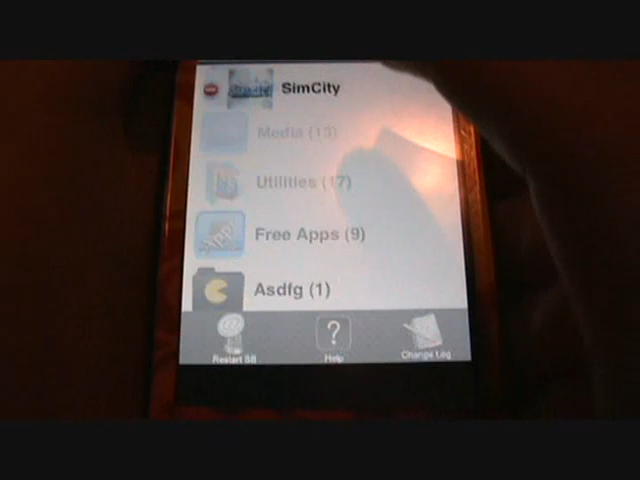 SimCity
Media (13)
Utilities (17)
Free Apps (9)
Asdfg (1)
Restart SB
Help
Change Log